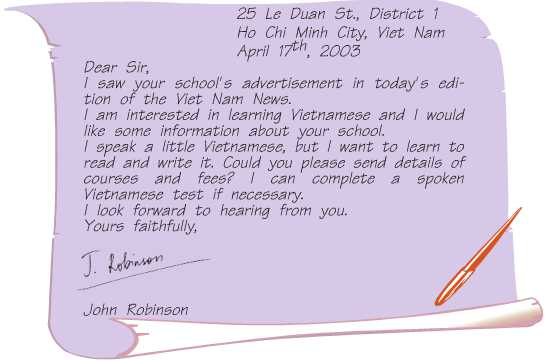 25 Le Duan St., District 1
Ho Chi Minh City, Viet Nam
April 17th, 2003
Dear Sir,
I saw your school's advertisement in today's edi-
tion of the Viet Nam News.
I am interested in learning Vietnamese and I would
like some information about your school.
I speak a little Vietnamese, but I want to learn to
read and write it. Could you please send details of
courses and fees? I can complete a spoken
Vietnamese test if necessary.
I look forward to hearing from you.
Yours faithfully,
J. Robinson
John Robinson